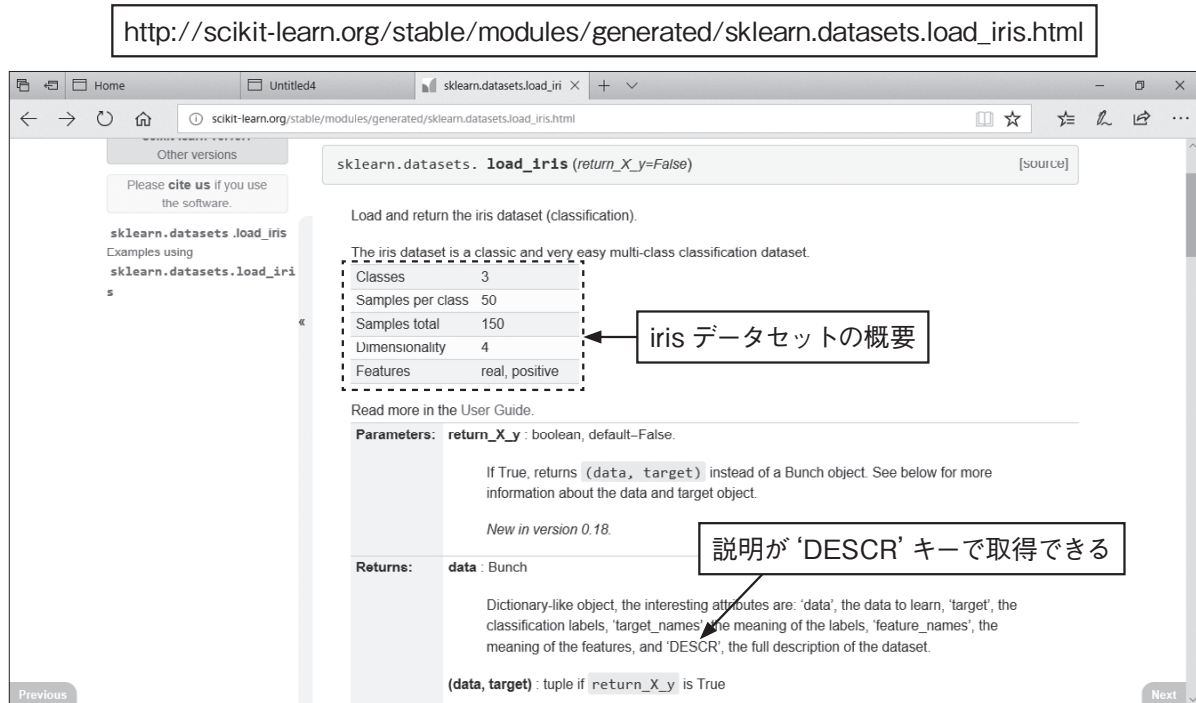 http://scikit-learn.org/stable/modules/generated/sklearn.datasets.load_iris.html
Home
Untitled4
sklearn.datasets.load_iri
scikit-learn.org/stable/modules/generated/sklearn.datasets.load_iris.html
Other versions
Please cite us if you use
the software.
sklearn.datasets .load_iris
Examples using
sklearn.datasets.load_iri
s
«
sklearn.datasets. load_iris (return_X_y=False)
[source]
Load and return the iris dataset (classification).
The iris dataset is a classic and very easy multi-class classification dataset.
Classes 3
Samples per class 50
Samples total 150
Dimensionality 4
Features real, positive
iris データセットの概要
Read more in the User Guide.
Parameters: return_X_y : boolean, default–False.
If True, returns (data, target) instead of a Bunch object. See below for more
information about the data and target object.
New in version 0.18.
説明が ‘DESCR’ キーで取得できる
Returns: data : Bunch
Dictionary-like object, the interesting attributes are: ‘data’, the data to learn, ‘target’, the
classification labels, ‘target_names’, the meaning of the labels, ‘feature_names’, the
meaning of the features, and ‘DESCR’, the full description of the dataset.
(data, target) : tuple if return_X_y is True
Previous
Next